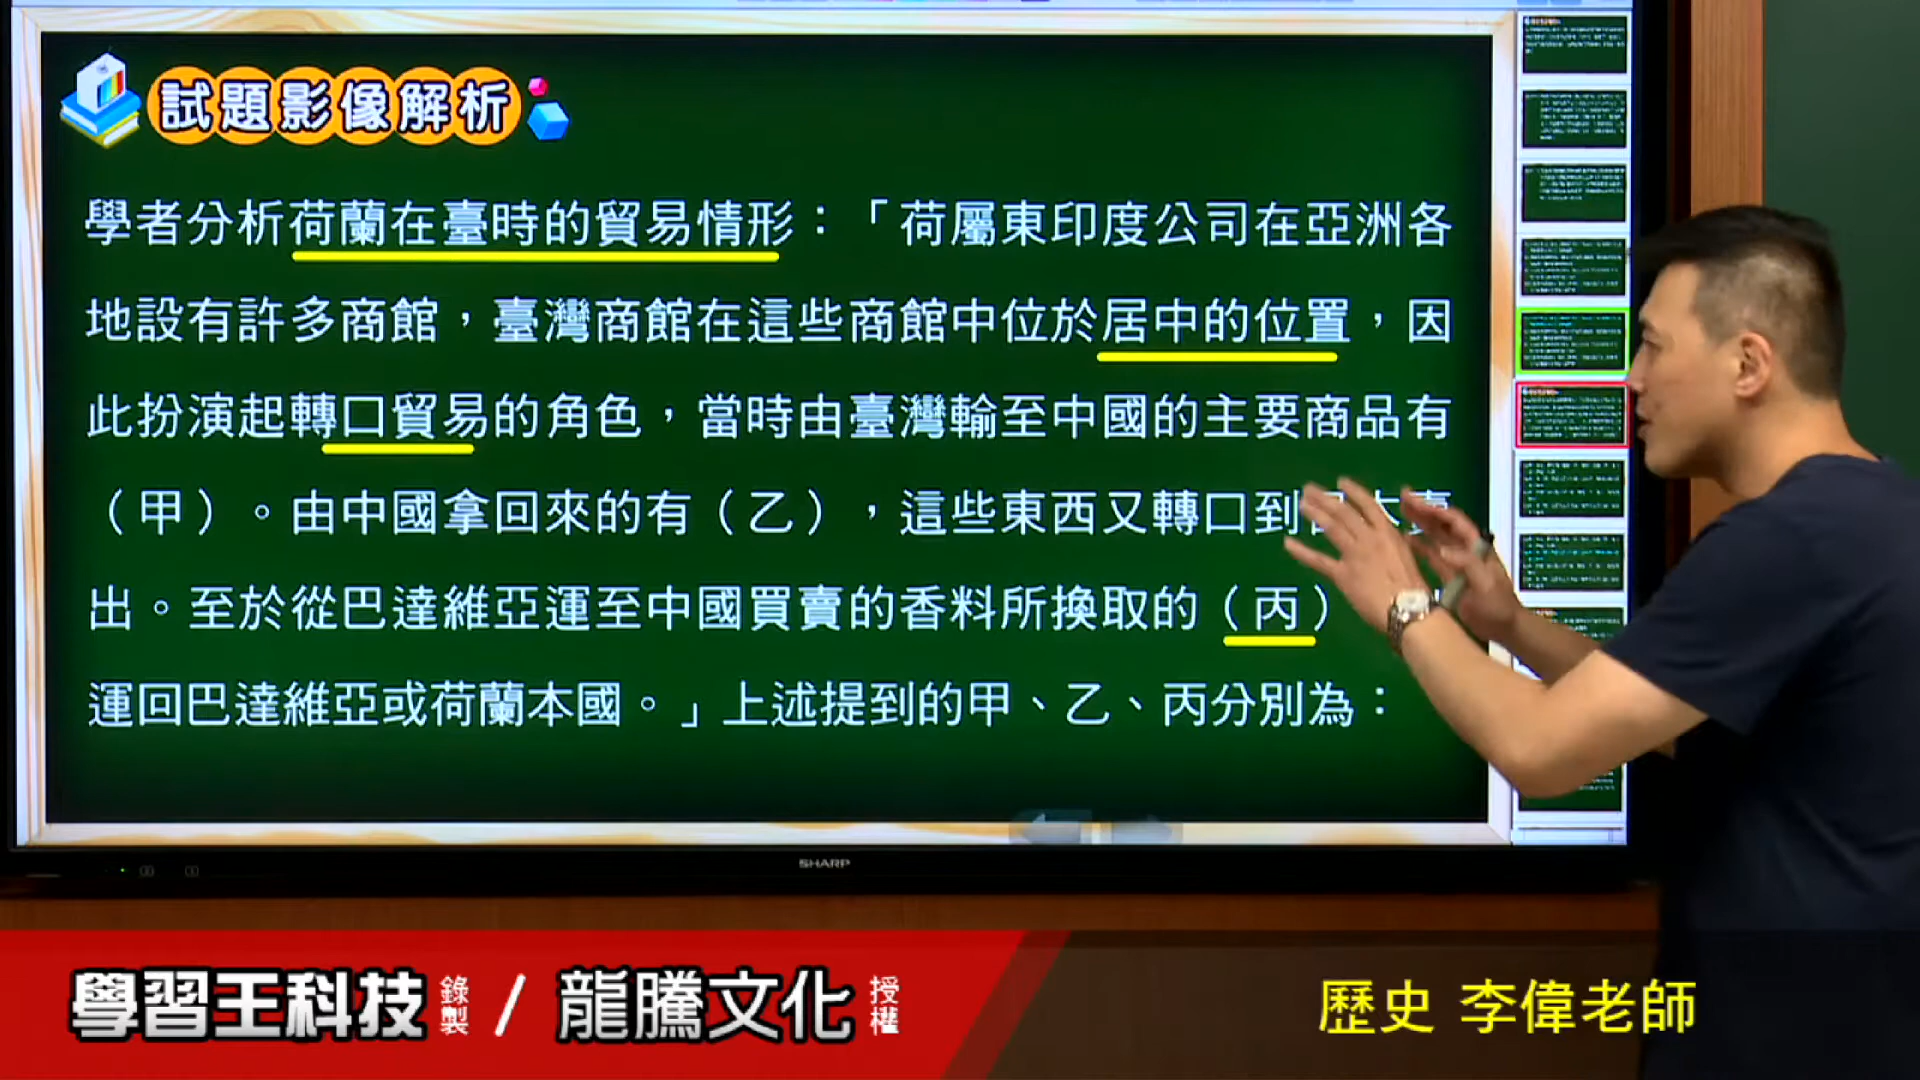 試題影像解析
學者分析荷蘭在臺時的貿易情形：「荷屬東印度公司在亞洲各
地設有許多商館，臺灣商館在這些商館中位於居中的位置，因
此扮演起轉口貿易的角色，當時由臺灣輸至中國的主要商品有
（甲）。由中國拿回來的有（乙），這些東西又轉口到
出。至於從巴達維亞運至中國買賣的香料所換取的（丙）
運回巴達維亞或荷蘭本國。」上述提到的甲、乙、丙分別為：
SHARP
學習王科技 錄製 / 龍騰文化 授權
歷史 李偉老師